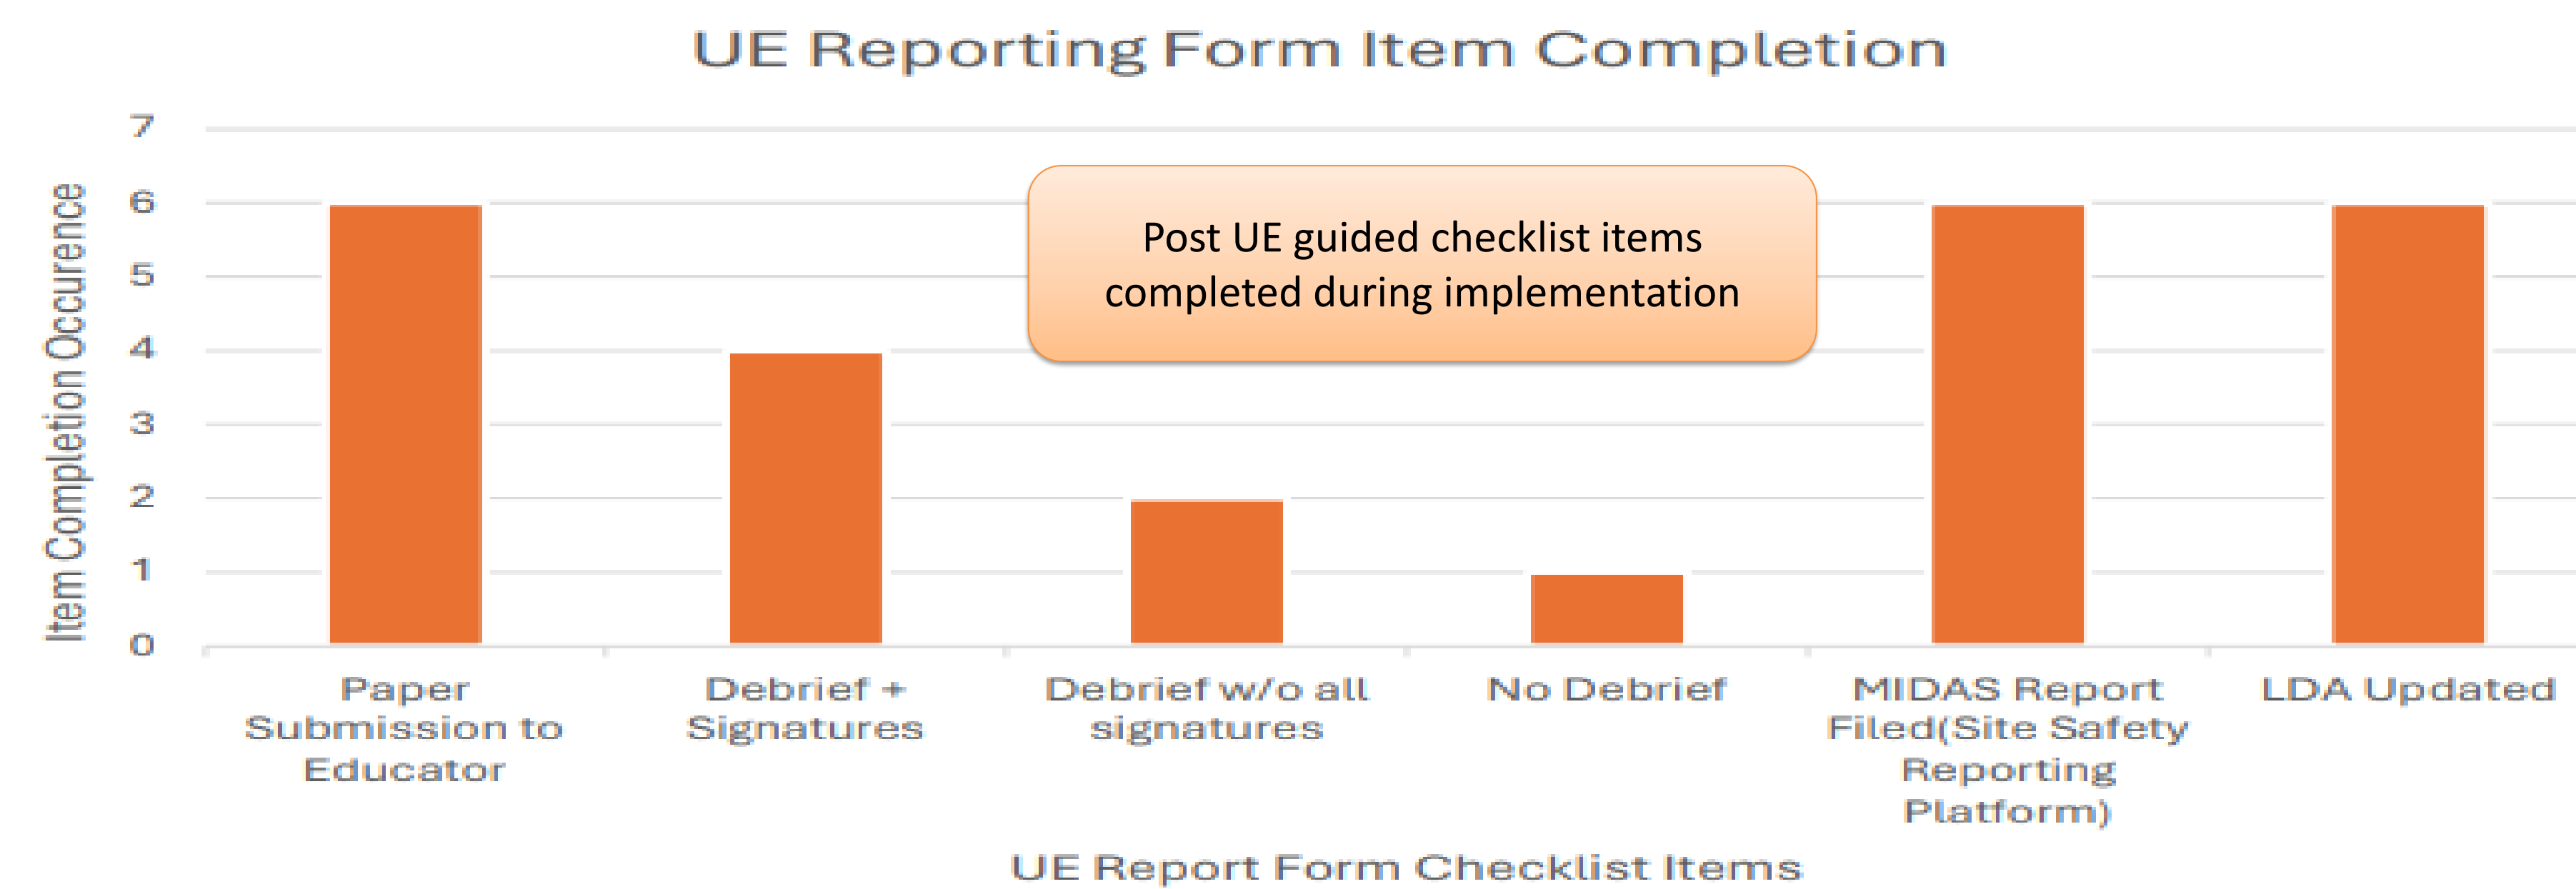 UE Reporting Form Item Completion
Item Completion Occurence
7
6
5
4
3
2
1
0
Post UE guided checklist items
completed during implementation
Paper
Submission to
Educator
Debrief +
Signatures
Debrief w/o all
signatures
No Debrief
MIDAS Report
Filed(Site Safety
Reporting
Platform)
LDA Updated
UE Report Form Checklist Items